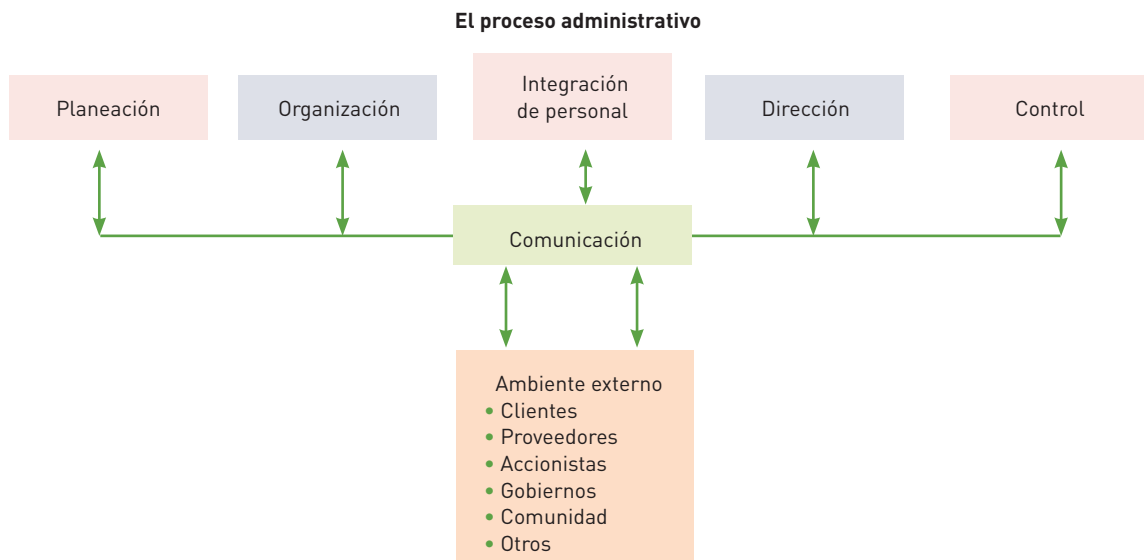 El proceso administrativo
Planeación
Organización
Integración
de personal
Dirección
Control
Comunicación
Ambiente externo
• Clientes
• Proveedores
• Accionistas
• Gobiernos
• Comunidad
• Otros